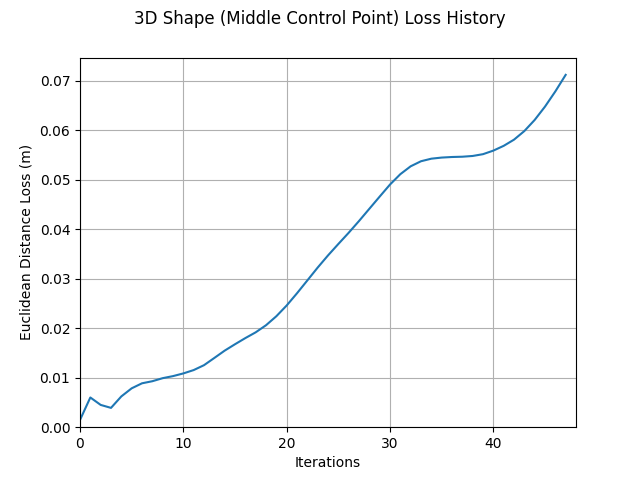 3D Shape (Middle Control Point) Loss History
0.07
0.06
0.05
0.04
0.03
0.02
0.01
0.00
Euclidean Distance Loss (m)
0 10 20 30 40
Iterations